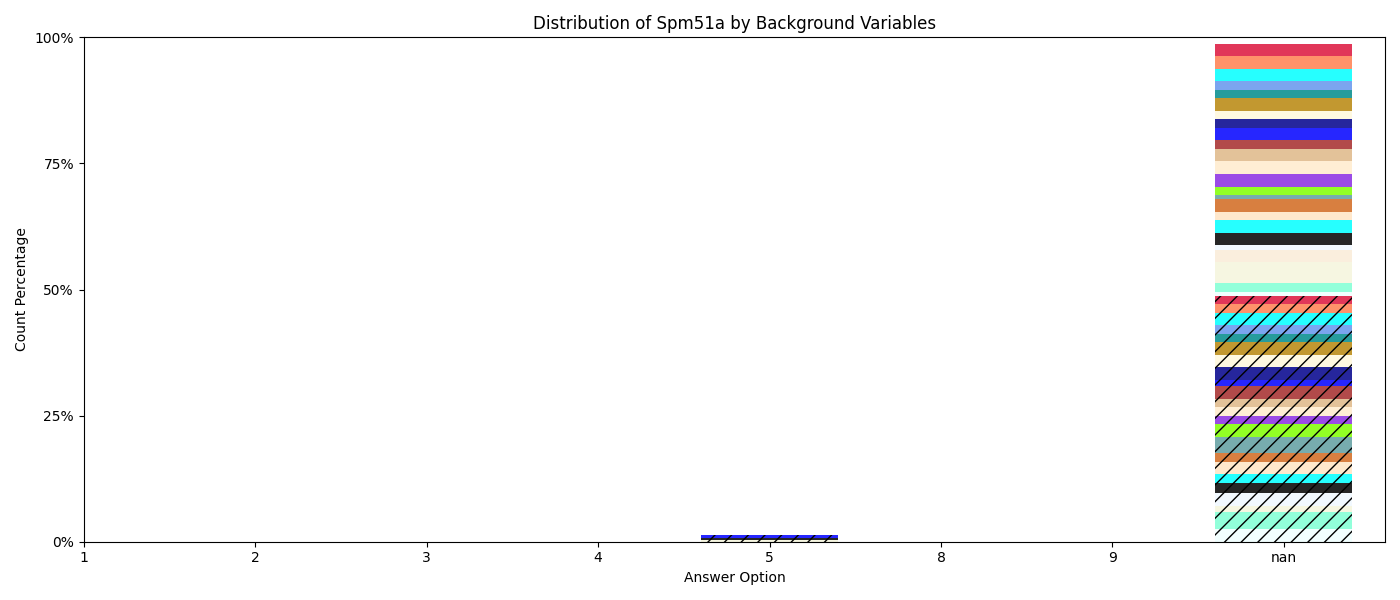 Distribution of Spm51a by Background Variables
100%
75%
50%
25%
0%
Count Percentage
1 2 3 4 5 8 9 nan
Answer Option